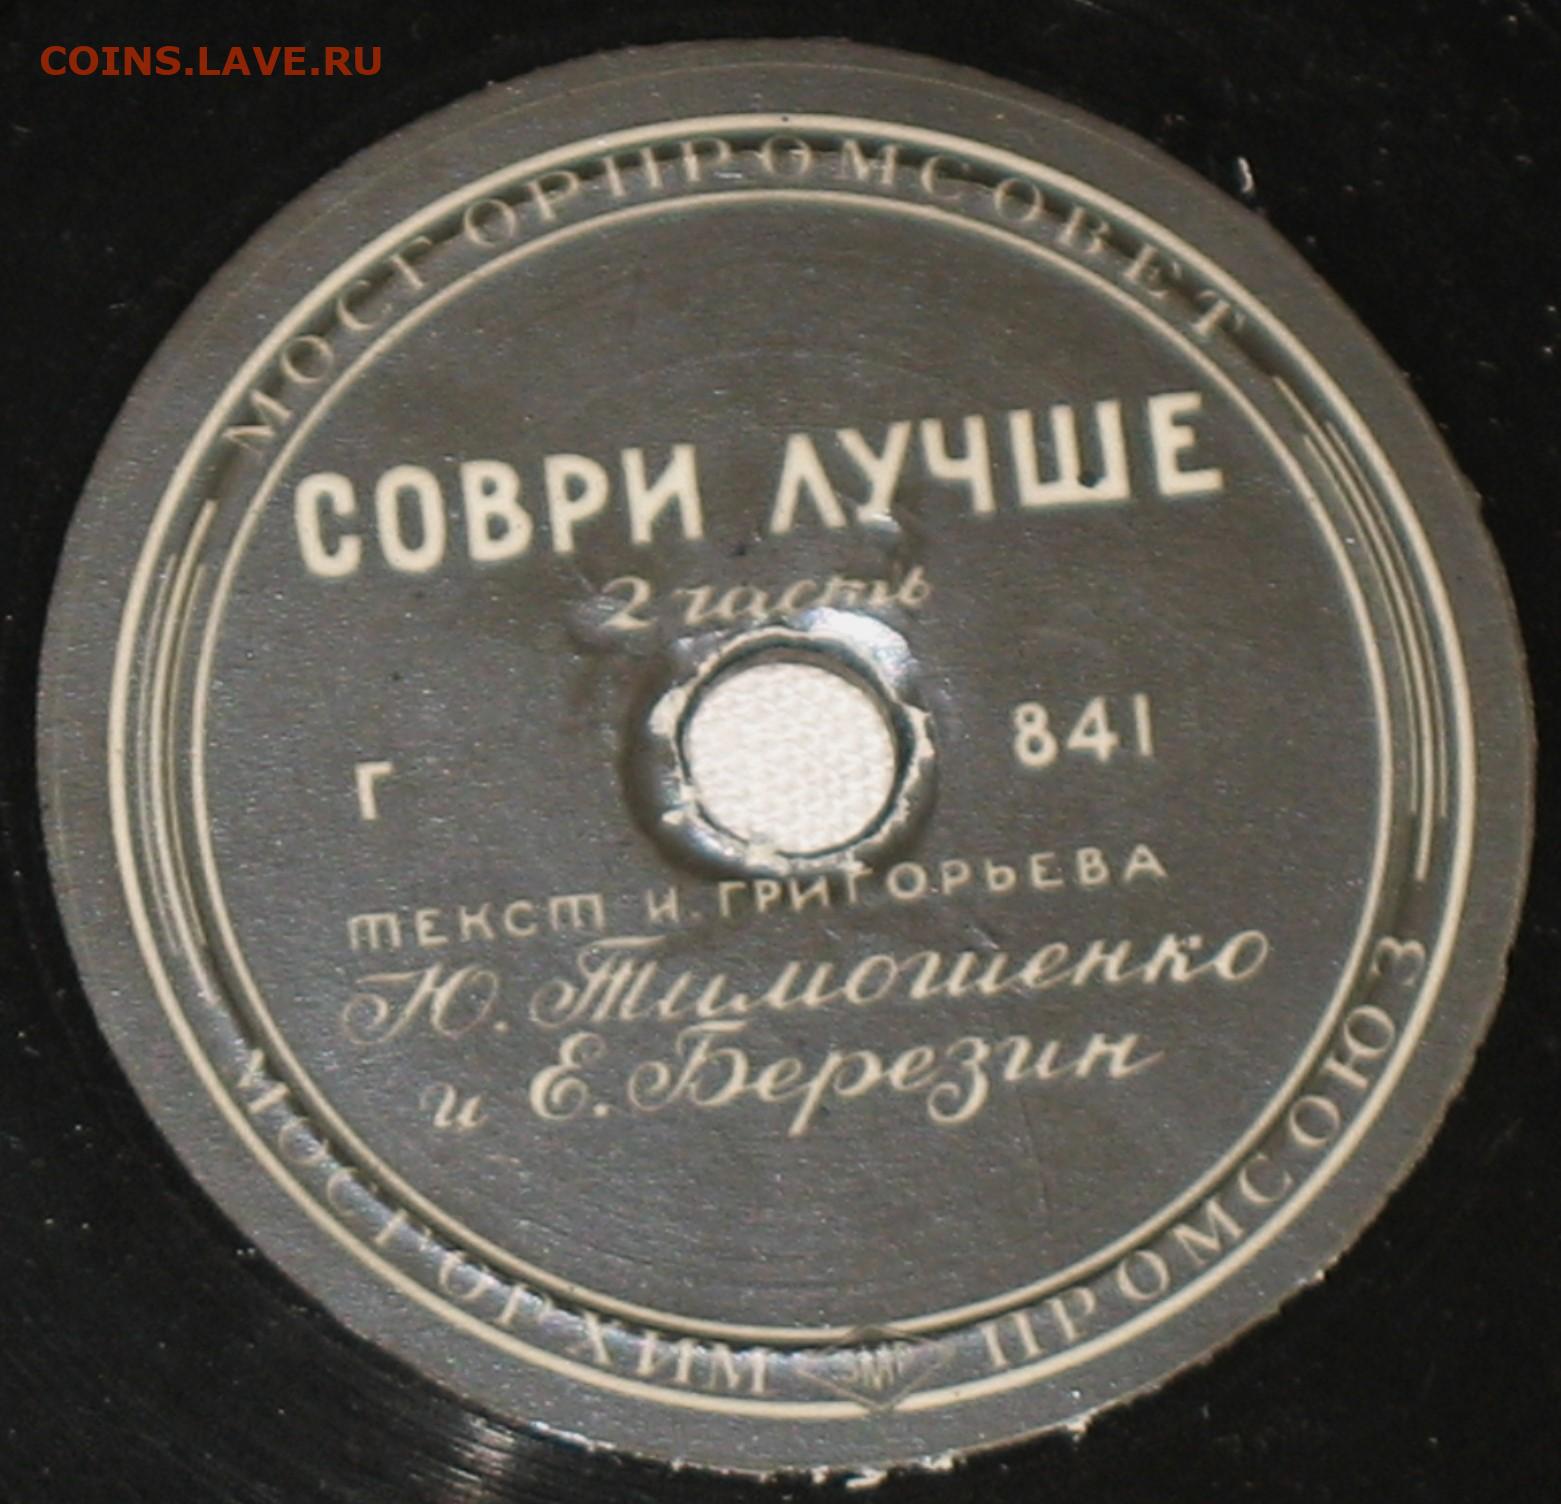 COINS.LAVE.RU
МОСГОРПРОМСОВЕТ
СОВРИ ЛУЧШЕ
2 часть
Г 841
ТЕКСТ И. ГРИГОРЬЕВА
Ю. Тимошенко
и Е. Березин
МОСГОРХИМ ПРОМСОЮЗ